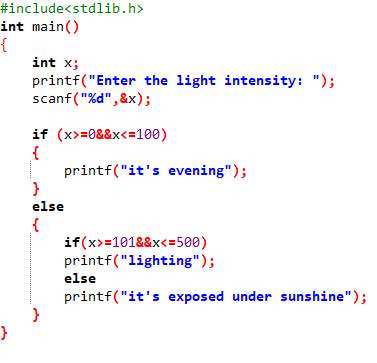 #include<stdlib.h>
int main()
{
    int x;
    printf("Enter the light intensity: ");
    scanf("%d",&x);

    if (x>=0&&x<=100)
    {
        printf("it's evening");
    }
    else
    {
        if(x>=101&&x<=500)
        printf("lighting");
        else
        printf("it's exposed under sunshine");
    }
}